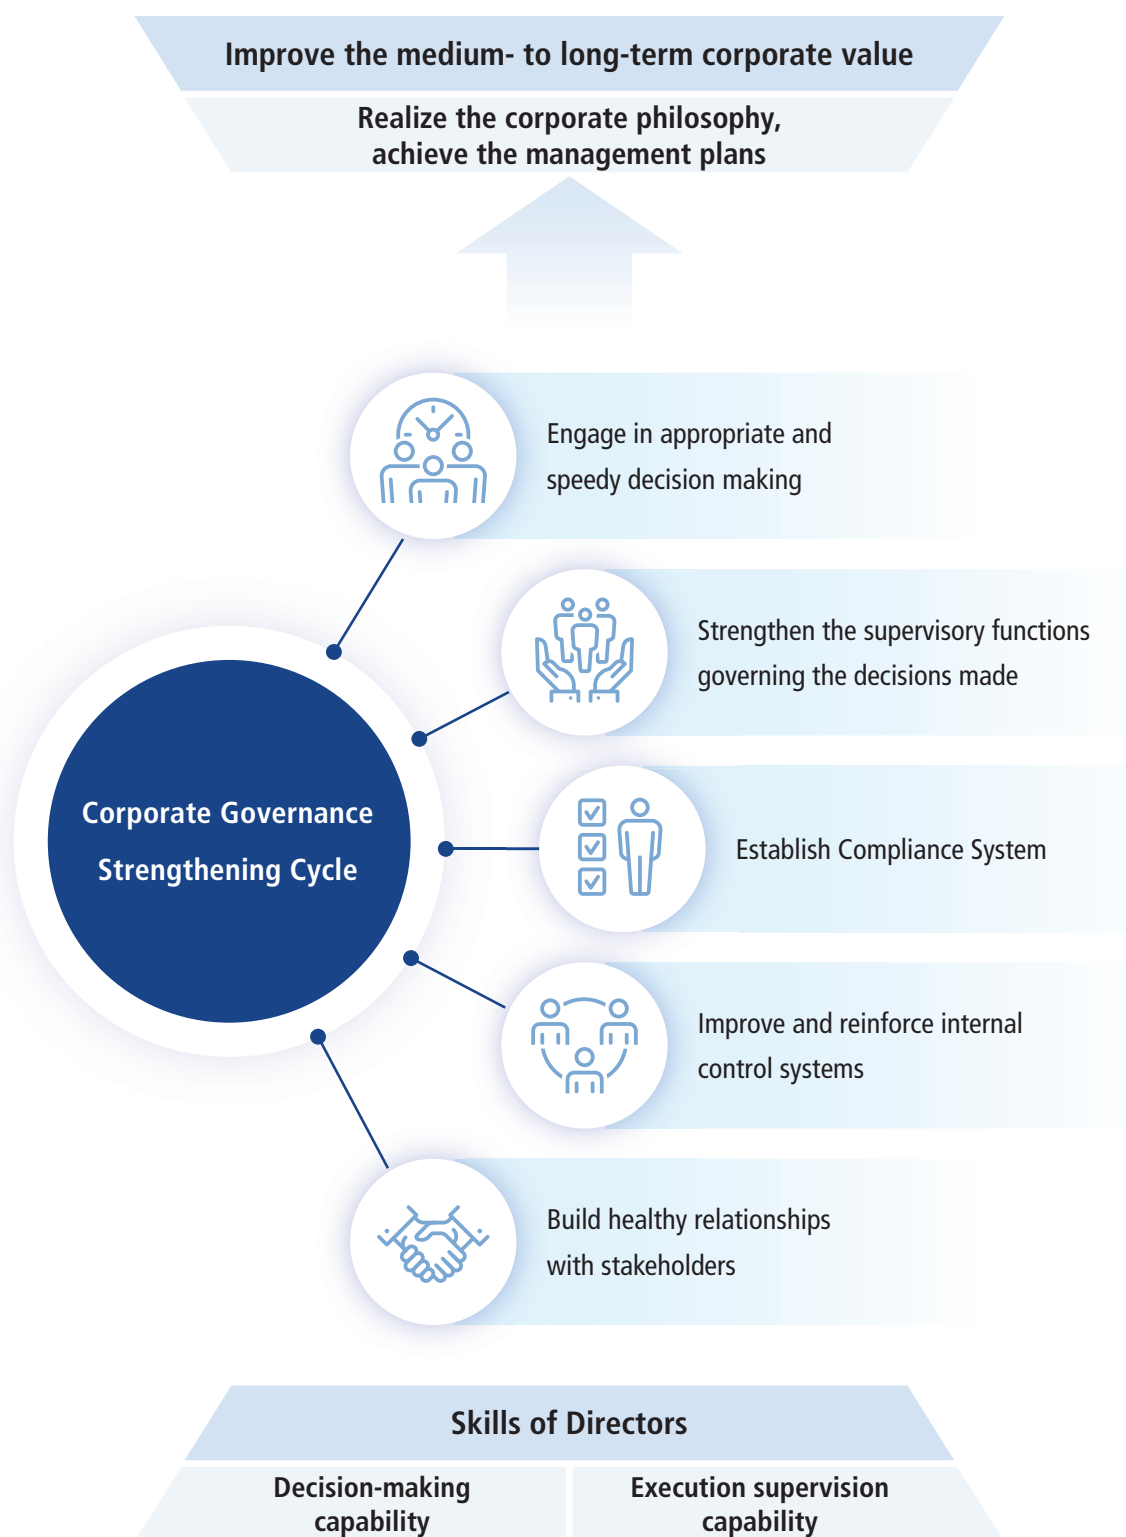 Improve the medium- to long-term corporate value
Realize the corporate philosophy,
achieve the management plans
Engage in appropriate and
speedy decision making
Strengthen the supervisory functions
governing the decisions made
Corporate Governance
Strengthening Cycle
Establish Compliance System
Improve and reinforce internal
control systems
Build healthy relationships
with stakeholders
Skills of Directors
Decision-making
capability
Execution supervision
capability